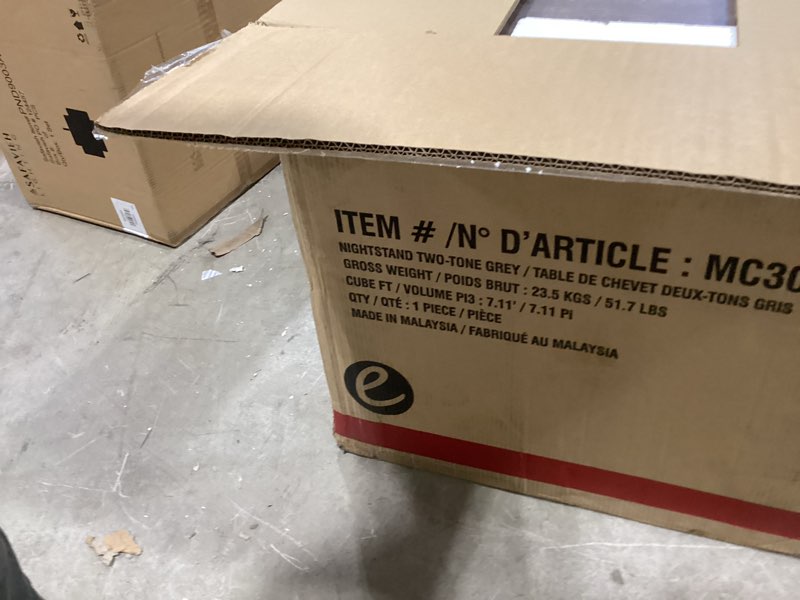 ITEM # /N° D'ARTICLE : MC30
NIGHTSTAND TWO-TONE GREY / TABLE DE CHEVET DEUX-TONS GRIS
GROSS WEIGHT / POIDS BRUT : 23.5 KGS / 51.7 LBS
CUBE FT / VOLUME PI3 : 7.11' / 7.11 PI
QTY / QTÉ : 1 PIECE / PIÈCE
MADE IN MALAYSIA / FABRIQUÉ AU MALAYSIA
e